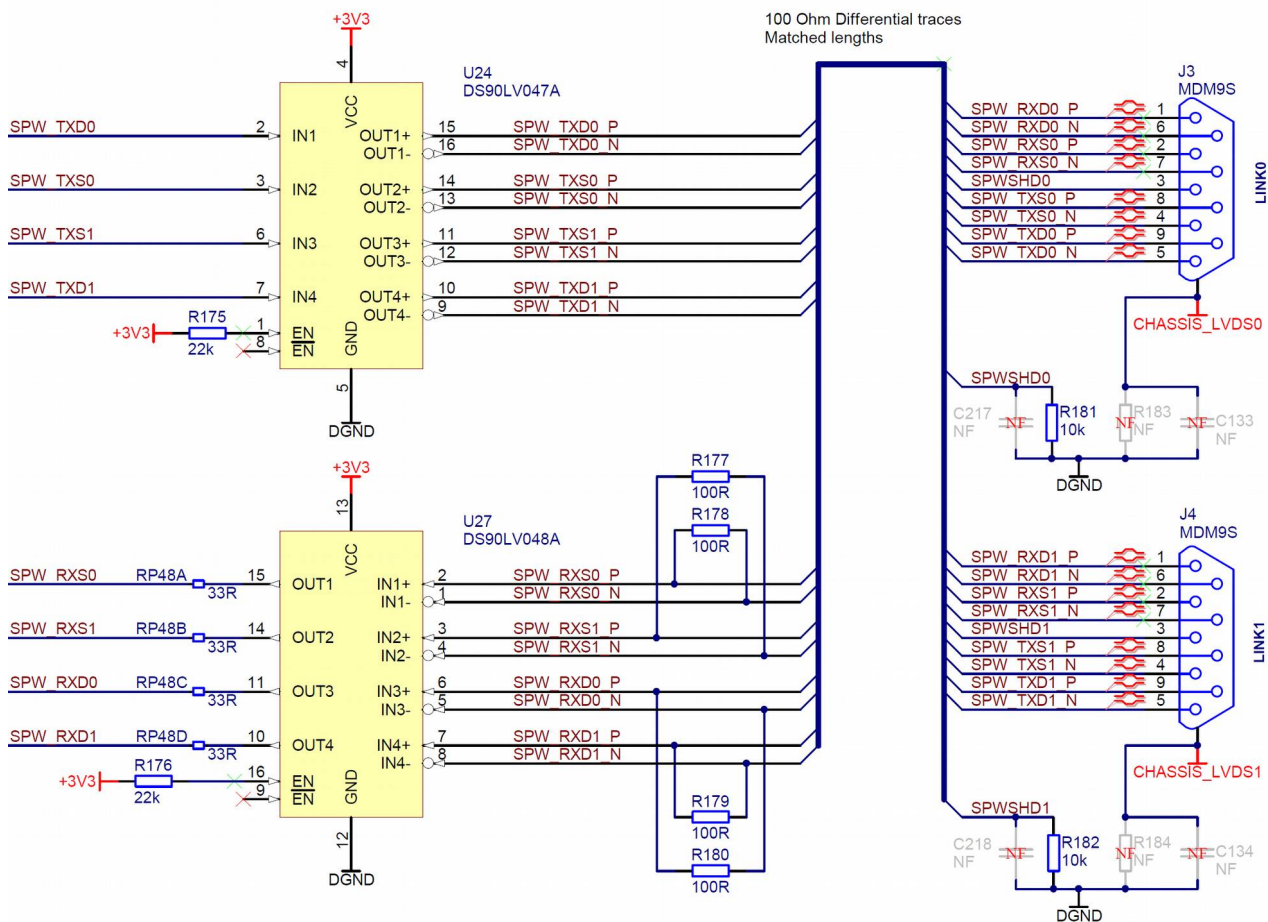 100 Ohm Differential traces
Matched lengths
+3V3
4
VCC
U24
DS90LV047A
SPW_TXD0
2
IN1
OUT1+
15
SPW_TXD0_P
OUT1-
16
SPW_TXD0_N
SPW_TXS0
3
IN2
OUT2+
14
SPW_TXS0_P
OUT2-
13
SPW_TXS0_N
SPW_TXS1
6
IN3
OUT3+
11
SPW_TXS1_P
OUT3-
12
SPW_TXS1_N
SPW_TXD1
7
IN4
OUT4+
10
SPW_TXD1_P
OUT4-
9
SPW_TXD1_N
+3V3
R175
22k
1
EN
8
EN
GND
5
DGND
J3
MDM9S
SPW_RXD0_P
1
SPW_RXD0_N
6
SPW_RXS0_P
2
SPW_RXS0_N
7
SPWSHD0
3
SPW_TXS0_P
8
SPW_TXS0_N
4
SPW_TXD0_P
9
SPW_TXD0_N
5
LINK0
CHASSIS_LVDS0
SPWSHD0
C217
NF
NF
R181
10k
R183
NF
NF
C133
NF
NF
DGND
+3V3
13
VCC
U27
DS90LV048A
R177
100R
R178
100R
SPW_RXS0
RP48A
33R
15
OUT1
IN1+
2
SPW_RXS0_P
IN1-
1
SPW_RXS0_N
SPW_RXS1
RP48B
33R
14
OUT2
IN2+
3
SPW_RXS1_P
IN2-
4
SPW_RXS1_N
SPW_RXD0
RP48C
33R
11
OUT3
IN3+
6
SPW_RXD0_P
IN3-
5
SPW_RXD0_N
SPW_RXD1
RP48D
33R
10
OUT4
IN4+
7
SPW_RXD1_P
IN4-
8
SPW_RXD1_N
+3V3
R176
22k
16
EN
9
EN
GND
12
DGND
R179
100R
R180
100R
J4
MDM9S
SPW_RXD1_P
1
SPW_RXD1_N
6
SPW_RXS1_P
2
SPW_RXS1_N
7
SPWSHD1
3
SPW_TXS1_P
8
SPW_TXS1_N
4
SPW_TXD1_P
9
SPW_TXD1_N
5
LINK1
CHASSIS_LVDS1
SPWSHD1
C218
NF
NF
R182
10k
R184
NF
NF
C134
NF
NF
DGND